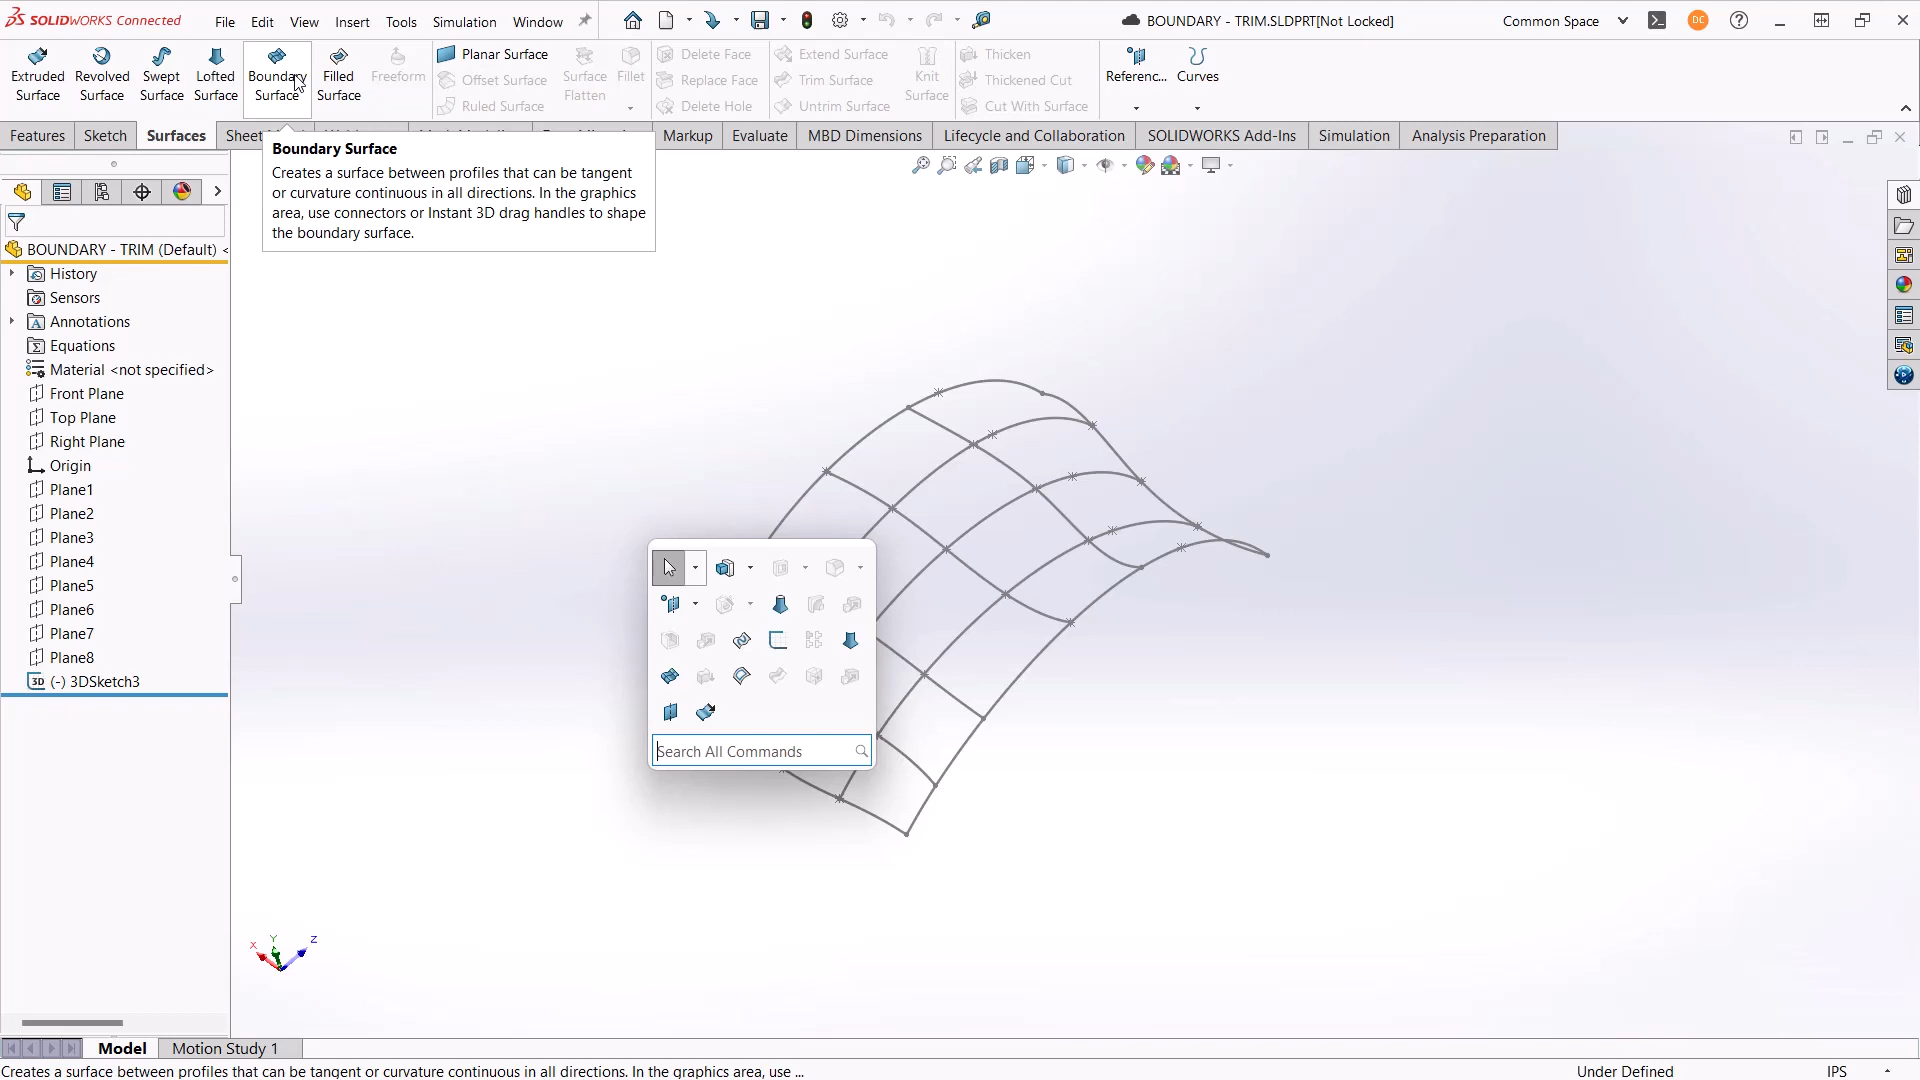 SOLIDWORKS Connected
File Edit View Insert Tools Simulation Window
BOUNDARY - TRIM.SLDPRT[Not Locked]
Common Space
DC
Extruded Surface
Revolved Surface
Swept Surface
Lofted Surface
Boundary Surface
Filled Surface
Freeform
Planar Surface
Offset Surface
Ruled Surface
Surface Flatten
Fillet
Delete Face
Replace Face
Delete Hole
Extend Surface
Trim Surface
Untrim Surface
Knit Surface
Thicken
Thickened Cut
Cut With Surface
Referenc...
Curves
Features Sketch Surfaces Sheet Markup Evaluate MBD Dimensions Lifecycle and Collaboration SOLIDWORKS Add-Ins Simulation Analysis Preparation
Boundary Surface
Creates a surface between profiles that can be tangent
or curvature continuous in all directions. In the graphics
area, use connectors or Instant 3D drag handles to shape
the boundary surface.
BOUNDARY - TRIM (Default) <
History
Sensors
Annotations
Equations
Material <not specified>
Front Plane
Top Plane
Right Plane
Origin
Plane1
Plane2
Plane3
Plane4
Plane5
Plane6
Plane7
Plane8
3D (-) 3DSketch3
Search All Commands
X Y Z
Model Motion Study 1
Creates a surface between profiles that can be tangent or curvature continuous in all directions. In the graphics area, use ...
Under Defined
IPS